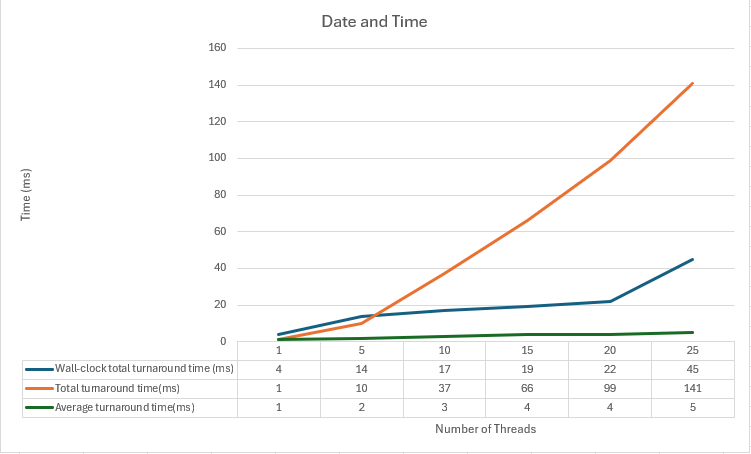 Date and Time
160
140
120
100
80
60
40
20
0
Time (ms)
1 5 10 15 20 25
Wall-clock total turnaround time (ms) 4 14 17 19 22 45
Total turnaround time(ms) 1 10 37 66 99 141
Average turnaround time(ms) 1 2 3 4 4 5
Number of Threads